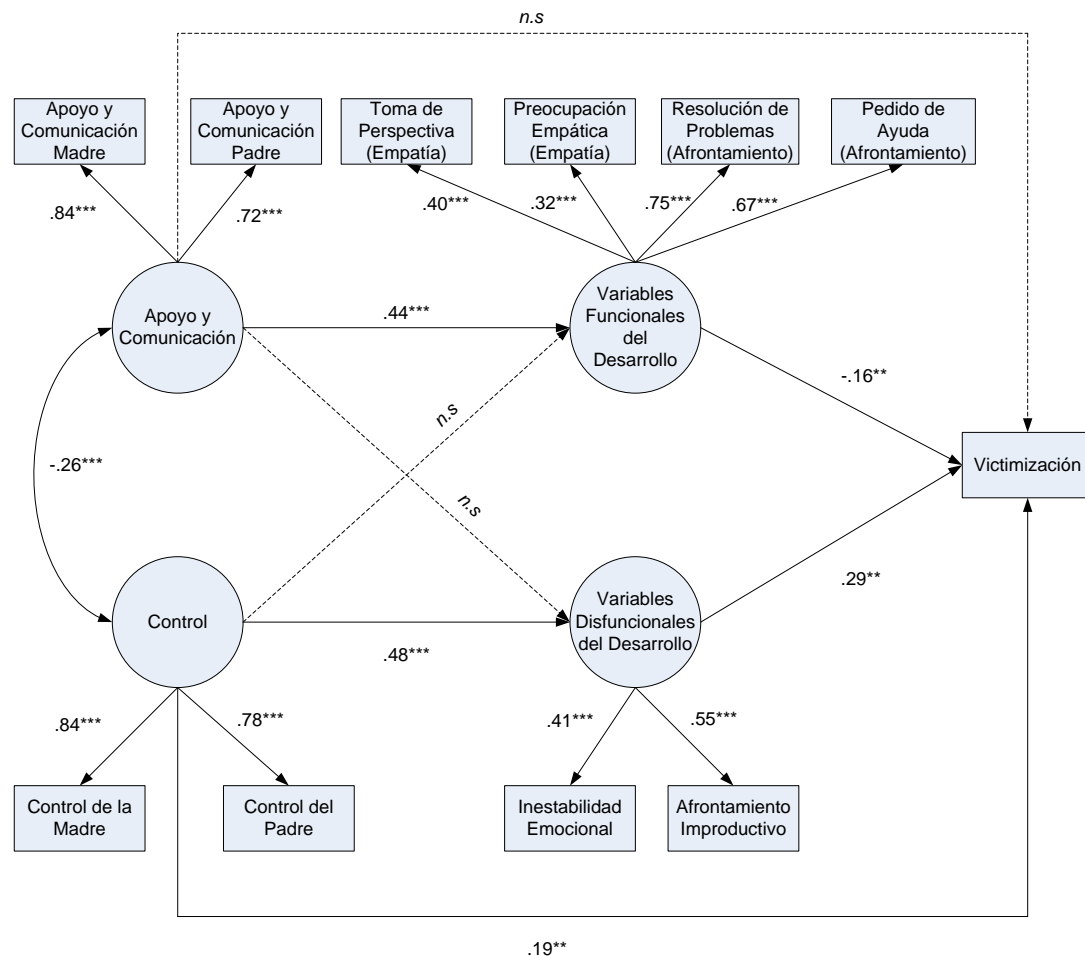 n.s
Apoyo y
Comunicación
Madre
Apoyo y
Comunicación
Padre
Toma de
Perspectiva
(Empatía)
Preocupación
Empática
(Empatía)
Resolución de
Problemas
(Afrontamiento)
Pedido de
Ayuda
(Afrontamiento)
.84***
.72***
.40***
.32***
.75***
.67***
Apoyo y
Comunicación
.44***
Variables
Funcionales
del
Desarrollo
-.16**
n.s
-.26***
n.s
Victimización
.29**
Control
.48***
Variables
Disfuncionales
del Desarrollo
.84***
.78***
.41***
.55***
Control de la
Madre
Control del
Padre
Inestabilidad
Emocional
Afrontamiento
Improductivo
.19**